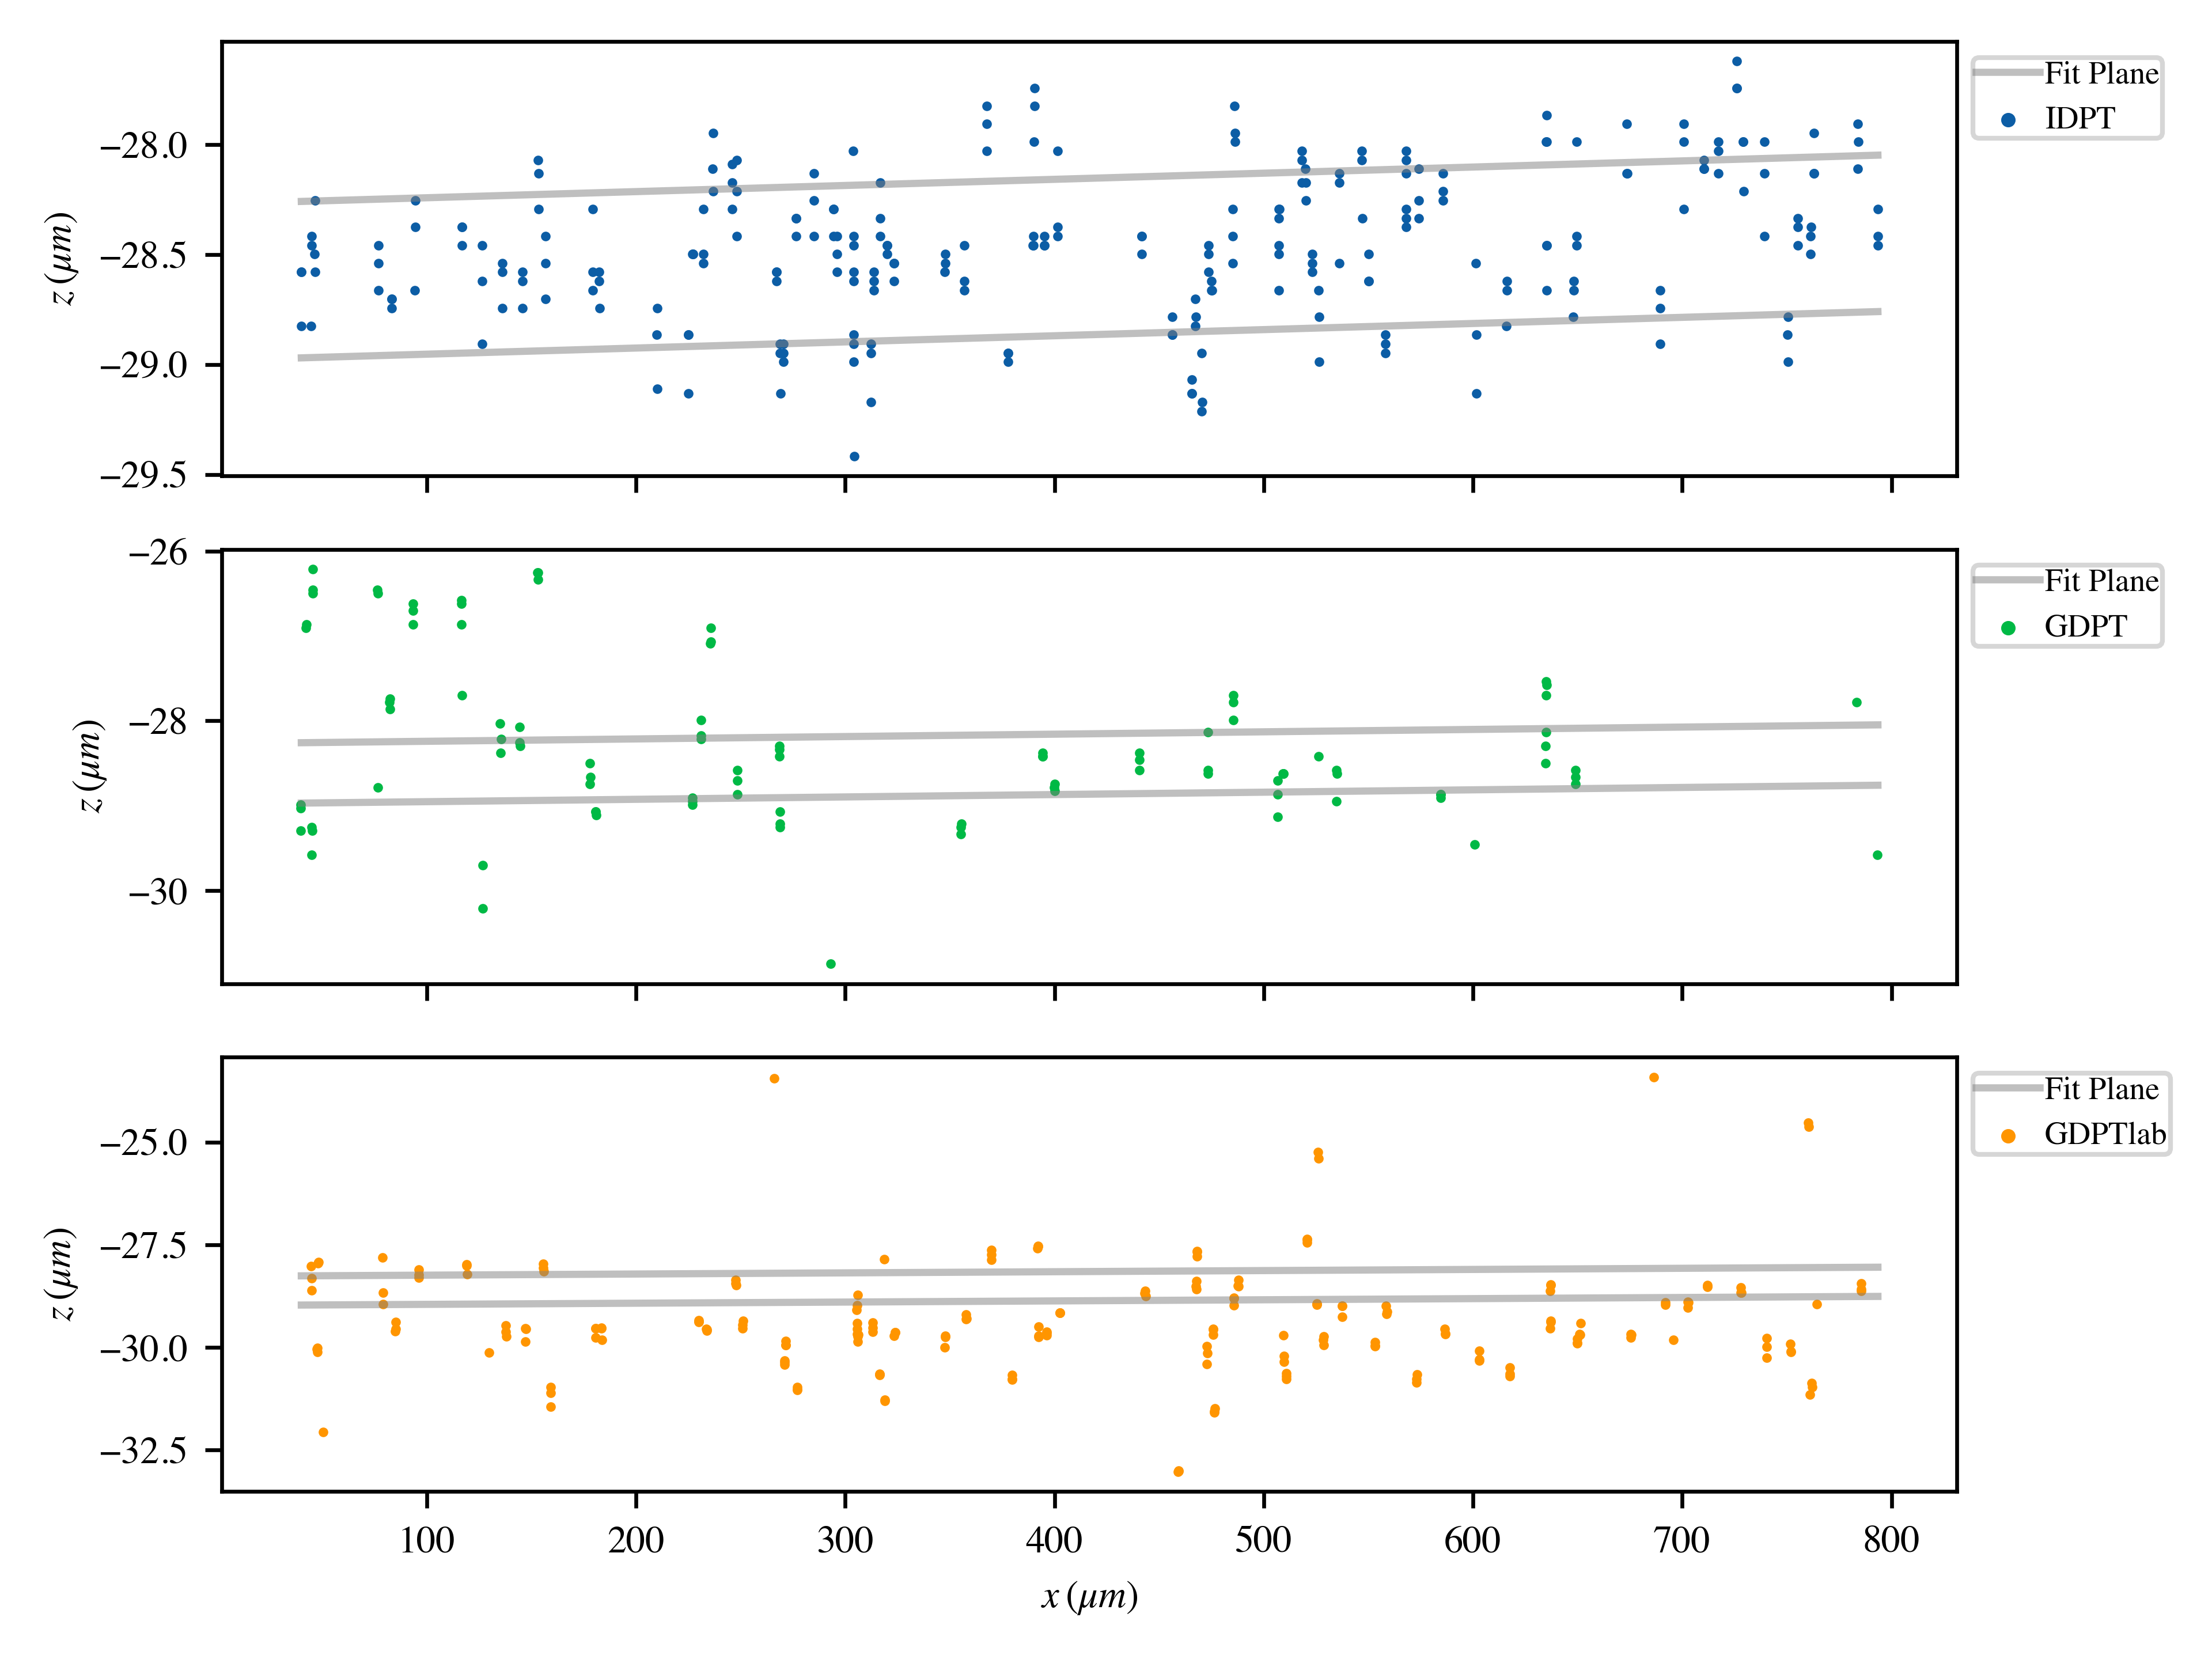 −28.0
−28.5
−29.0
−29.5
z (μm)
Fit Plane
IDPT
−26
−28
−30
z (μm)
Fit Plane
GDPT
−25.0
−27.5
−30.0
−32.5
z (μm)
Fit Plane
GDPTlab
100 200 300 400 500 600 700 800
x (μm)